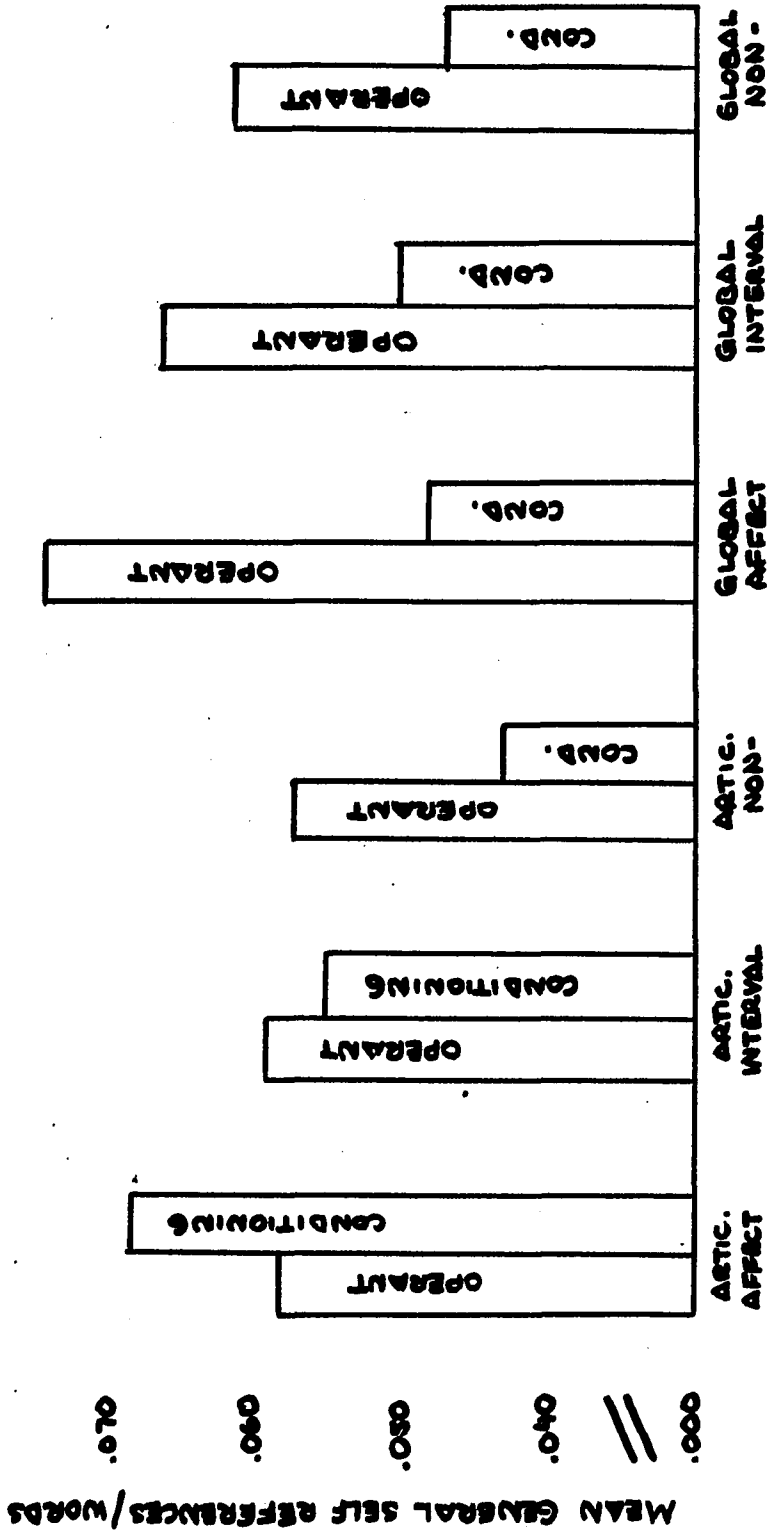 MEAN GENERAL SELF REFERENCES/WORDS
.070
.060
.050
.040
.000
OPERANT
CONDITIONING
OPERANT
CONDITIONING
OPERANT
COND.
OPERANT
COND.
OPERANT
COND.
OPERANT
COND.
ARTIC.
AFFECT
ARTIC.
INTERVAL
ARTIC.
NON-
GLOBAL
AFFECT
GLOBAL
INTERVAL
GLOBAL
NON-